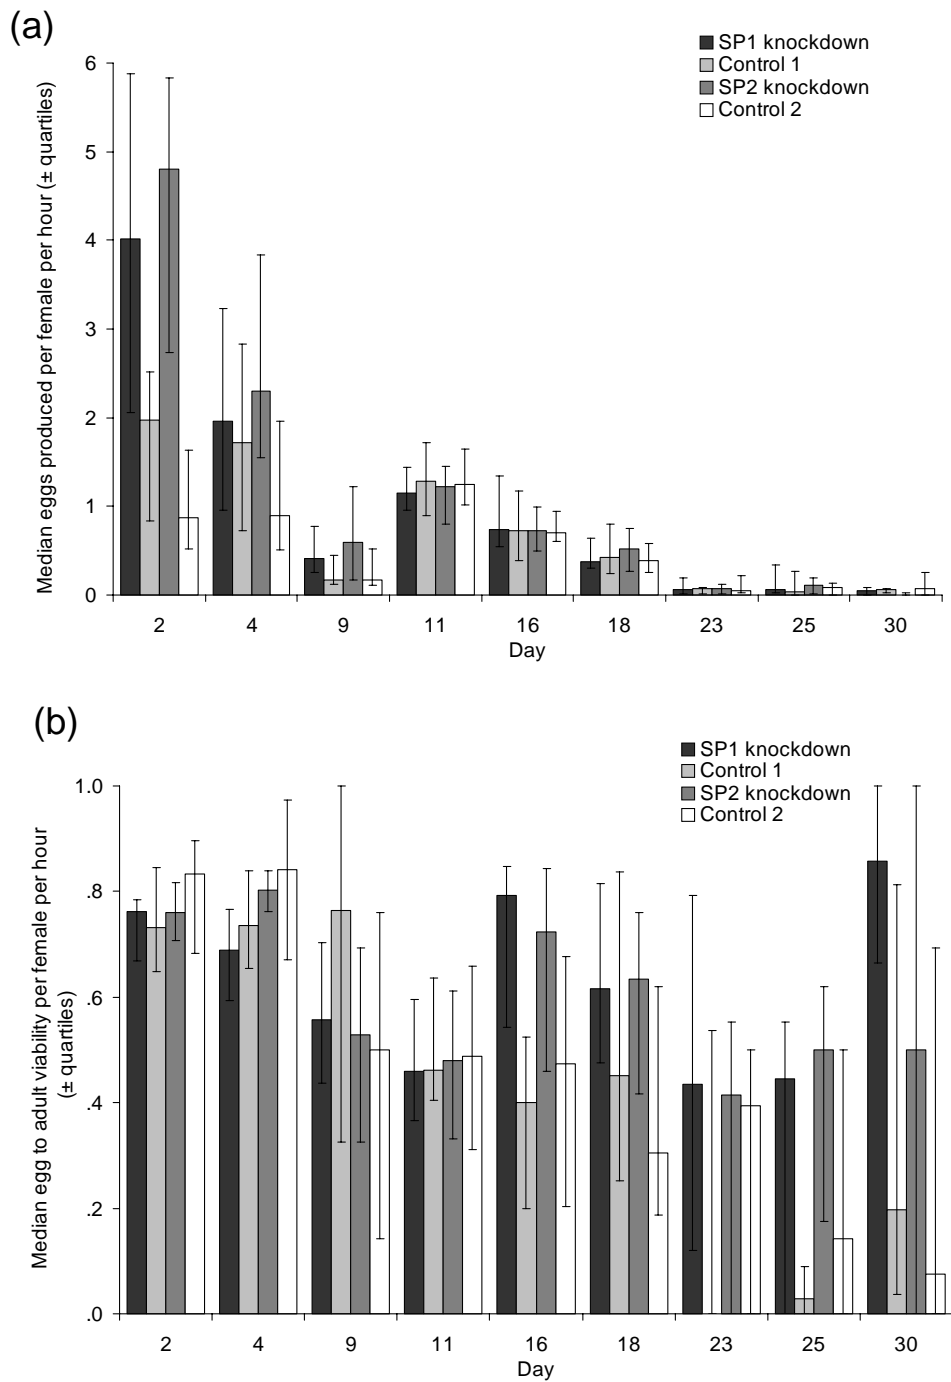 (a)
SP1 knockdown
Control 1
SP2 knockdown
Control 2
Median eggs produced per female per hour (± quartiles)
6
5
4
3
2
1
0
2 4 9 11 16 18 23 25 30
Day
(b)
SP1 knockdown
Control 1
SP2 knockdown
Control 2
Median egg to adult viability per female per hour
(± quartiles)
1.0
.8
.6
.4
.2
.0
2 4 9 11 16 18 23 25 30
Day